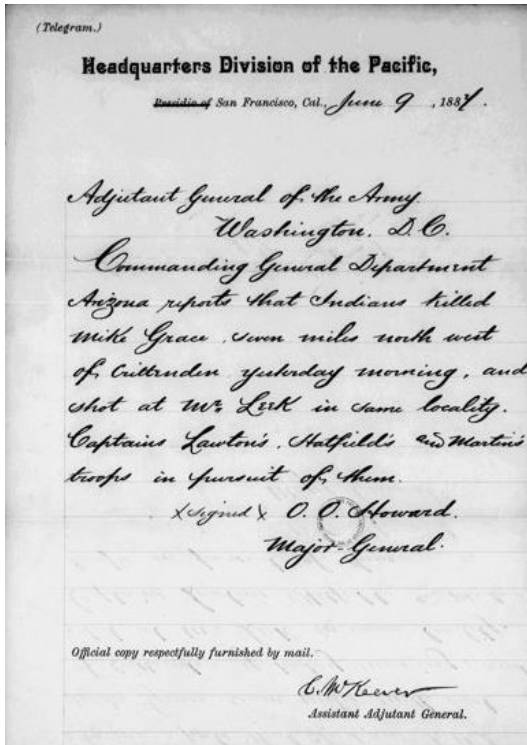 (Telegram.)
Headquarters Division of the Pacific,
Presidio of San Francisco, Cal., June 9, 1887.
Adjutant General of the Army.
Washington, D.C.
Commanding General Department
Arizona reports that Indians killed
Mike Grace, seven miles north west
of Crittenden yesterday morning, and
shot at Mr. Leek in same locality.
Captains Lawton's, Hatfield's and Martin's
troops in pursuit of them.
(signed) O. O. Howard.
Major-General.
Official copy respectfully furnished by mail.
C. McKeever
Assistant Adjutant General.